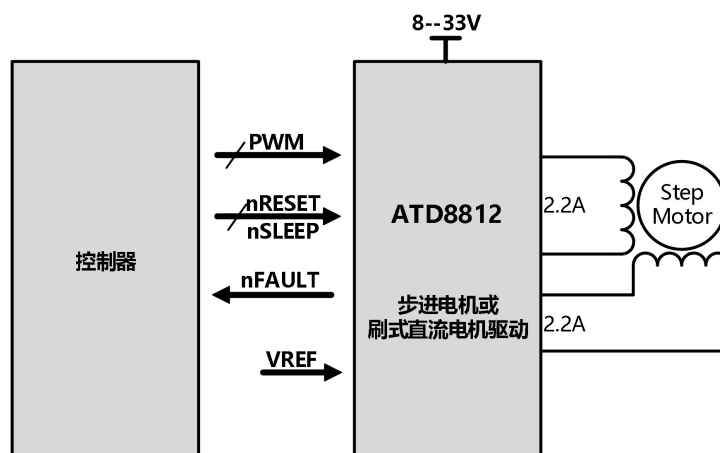 8--33V
PWM
nRESET
nSLEEP
nFAULT
VREF
控制器
ATD8812
步进电机或
刷式直流电机驱动
2.2A
2.2A
Step
Motor